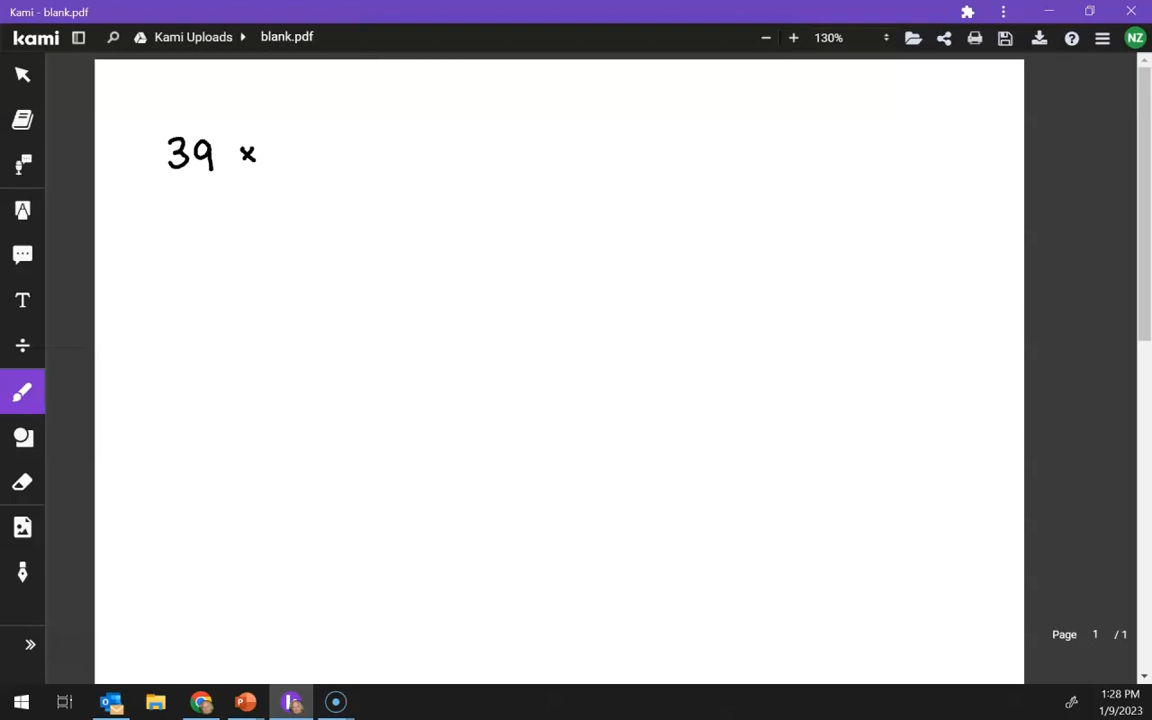 Kami - blank.pdf
kami Kami Uploads blank.pdf 130%
NZ
39 ×
Page 1 / 1
1:28 PM
1/9/2023